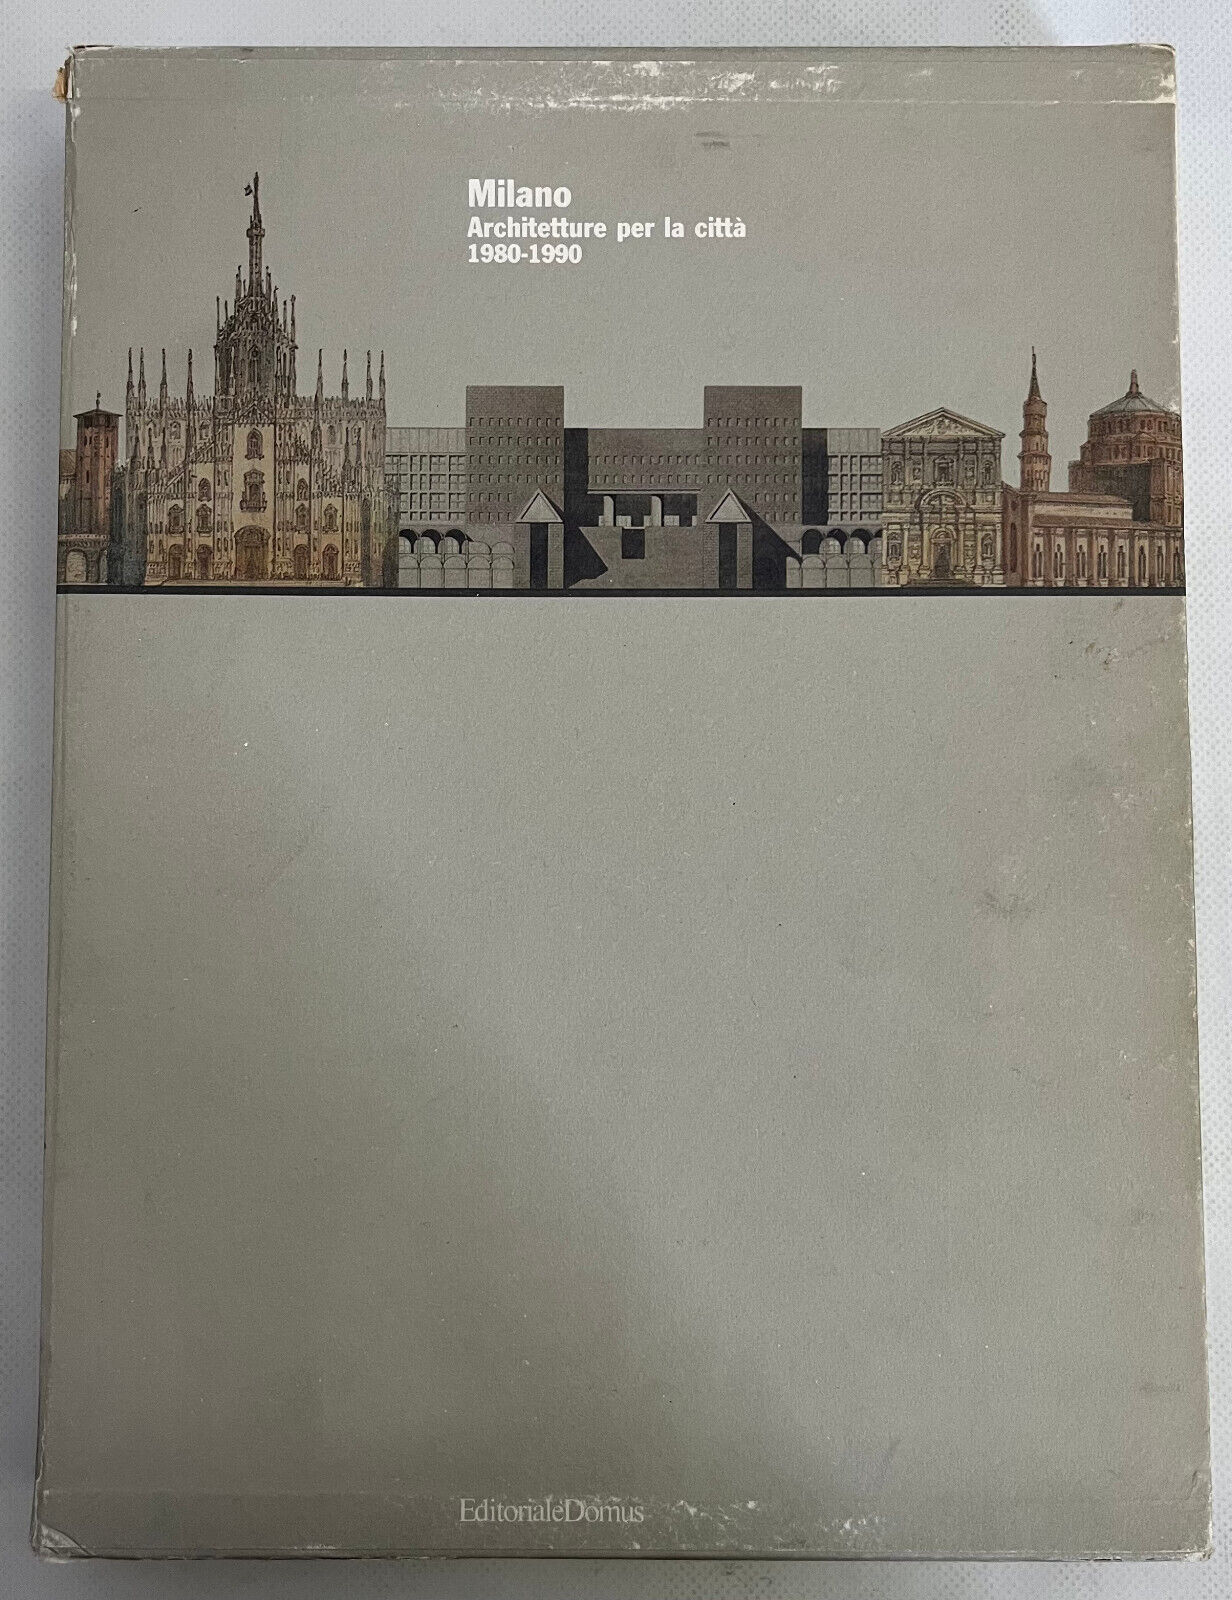 Milano
Architetture per la città
1980-1990
EditorialeDomus